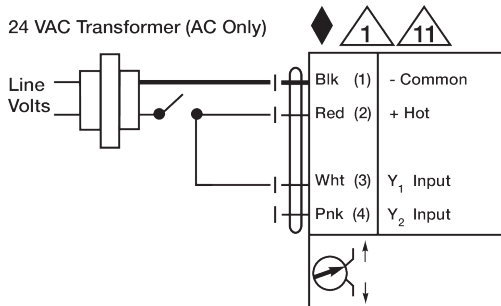 24 VAC Transformer (AC Only)
1
11
Line
Volts
Blk (1) - Common
Red (2) + Hot
Wht (3) Y1 Input
Pnk (4) Y2 Input